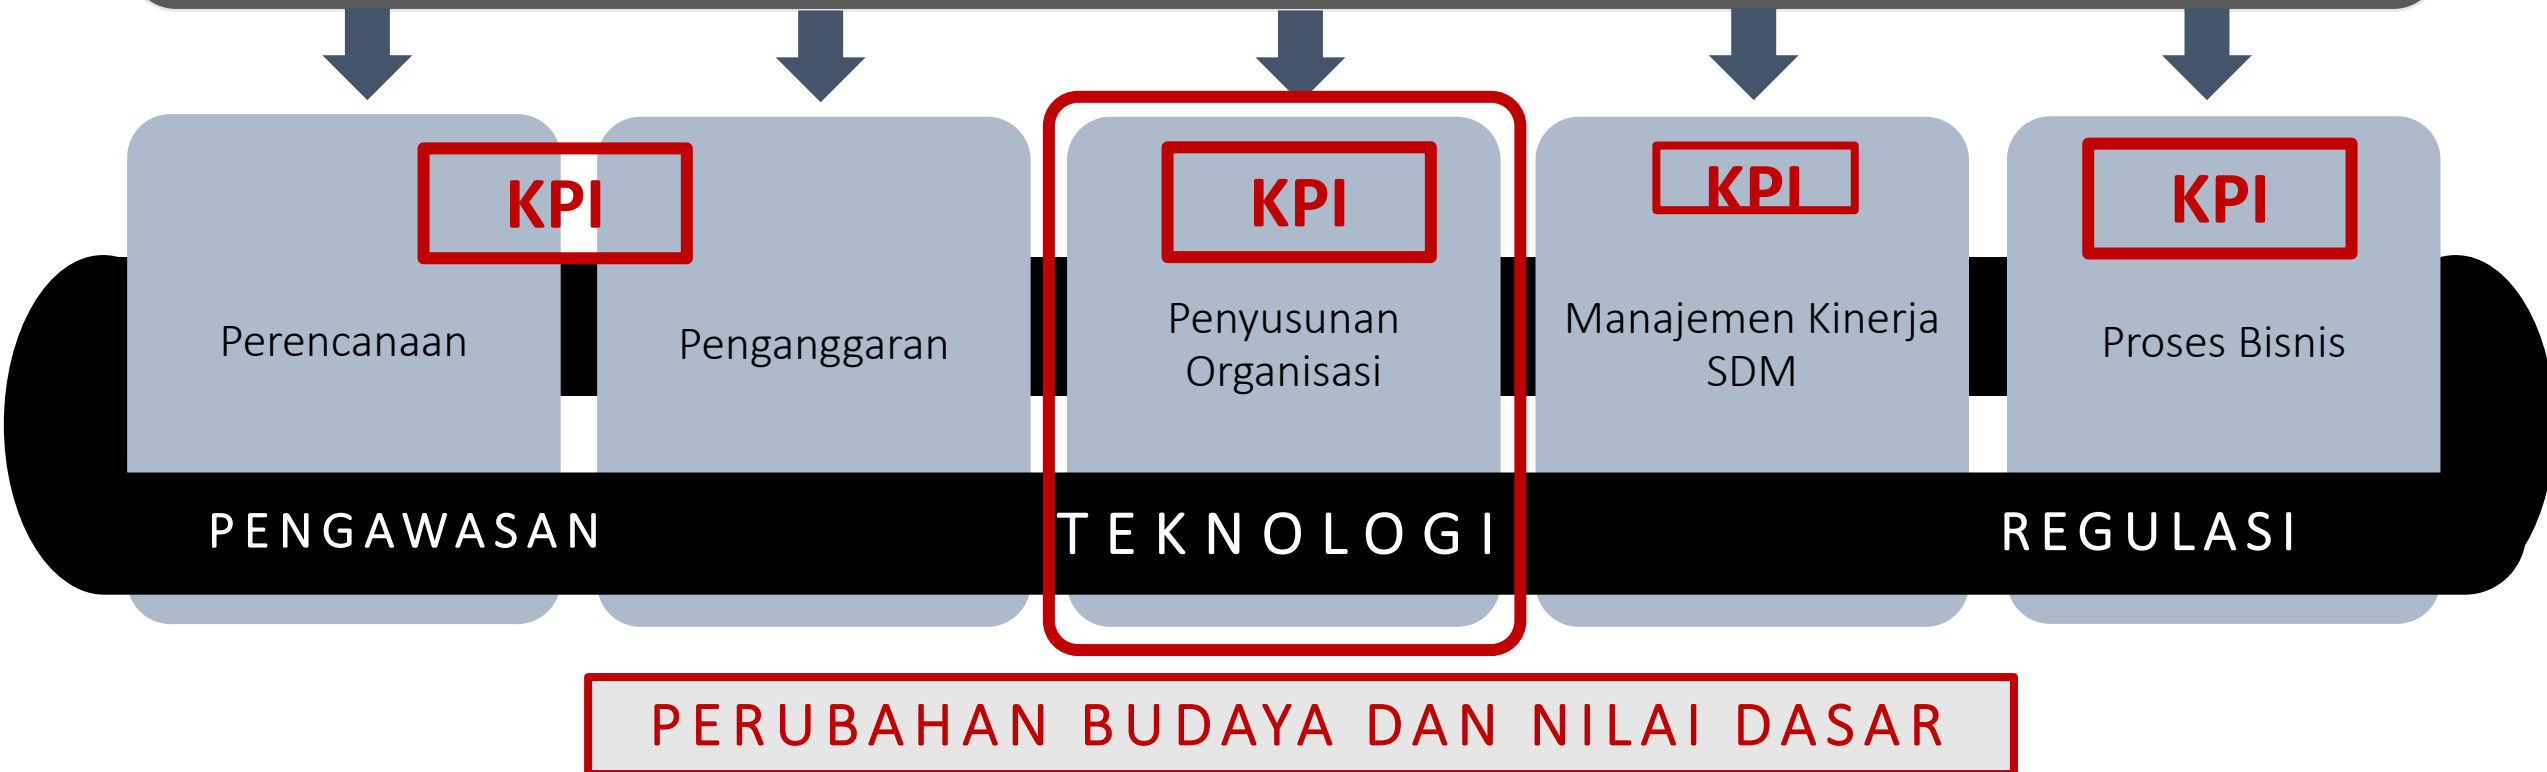 KPI
KPI
KPI
KPI
Perencanaan
Penganggaran
Penyusunan
Organisasi
Manajemen Kinerja
SDM
Proses Bisnis
PENGAWASAN
TEKNOLOGI
REGULASI
PERUBAHAN BUDAYA DAN NILAI DASAR